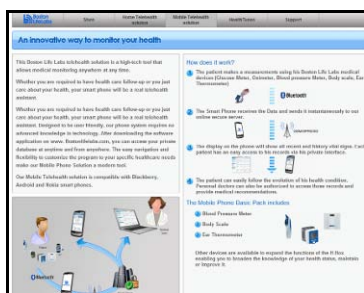 Boston
Home Telehealth
solution
Mobile Telehealth
solution
Support
An innovative way to monitor your health
This Boston Life Labs telehealth solution is a high-tech tool that
allows medical monitoring anywhere at any time.
Whether you are required to have health care follow up or you just
care about your health, your smart phone will be a real telehealth
assistant.
Whether you are required to have health care follow-up or you just
care about your health, your smart phone will be a real telehealth
assistant. Designed to be user friendly, our phone system requires no
advanced knowledge in technology. After downloading the software
application on www. you can access your private
database at anytime and from anywhere. The easy navigation and
flexibility to customize the program to your specific healthcare needs
make our Mobile Phone Solution a modern tool.
Our Mobile Telehealth solution is compatible with Blackberry,
Android and Nokia smart phones.
Bluetooth
How does it work?
1 The patient makes a measurements using his Boston Life Labs medical
devices (Glucose Meter, Oximeter, Blood pressure Meter, Body scale, Ear
Thermometer)
Bluetooth
2 The Smart Phone receives the Data and sends it instantaneously to our
online secure server.
3 The display on the phone will show all recent and history data.
patient has an easy access to his records via his private interface.
4 The patient can easily follow the evolution of his health condition.
Personal doctors can also be authorized to access those records and
provide medical recommendations.
The Mobile Phone Basic Pack includes
1 Blood Pressure Meter
2 Body Scale
3 Ear Thermometer
Other devices are available to expand the functions of the
enabling you to broaden the knowledge of your health status, maintain
or improve it.